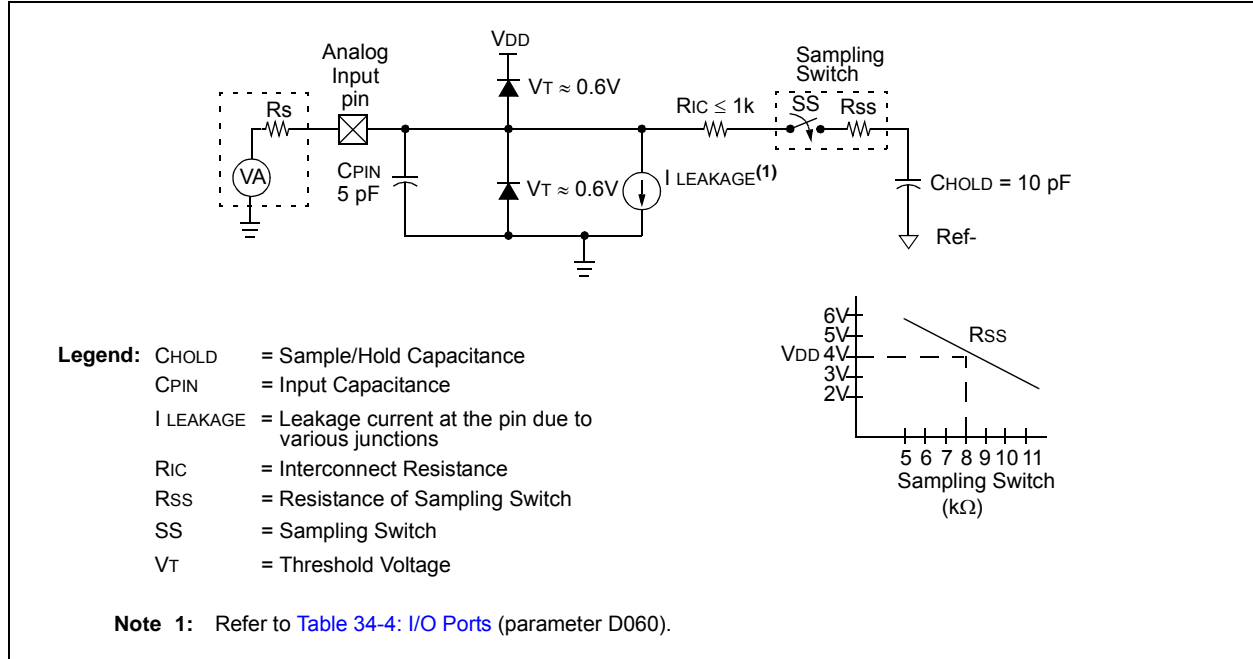 VDD
Analog
Input
pin
Sampling
Switch
VT ≈ 0.6V
RIC ≤ 1k
SS
Rss
Rs
VA
CPIN
5 pF
VT ≈ 0.6V
I LEAKAGE(1)
CHOLD = 10 pF
Ref-
6V
5V
VDD 4V
3V
2V
RSS
5 6 7 8 9 10 11
Sampling Switch
(kΩ)
Legend: CHOLD = Sample/Hold Capacitance
CPIN = Input Capacitance
I LEAKAGE = Leakage current at the pin due to
various junctions
RIC = Interconnect Resistance
RSS = Resistance of Sampling Switch
SS = Sampling Switch
VT = Threshold Voltage
Note 1: Refer to Table 34-4: I/O Ports (parameter D060).